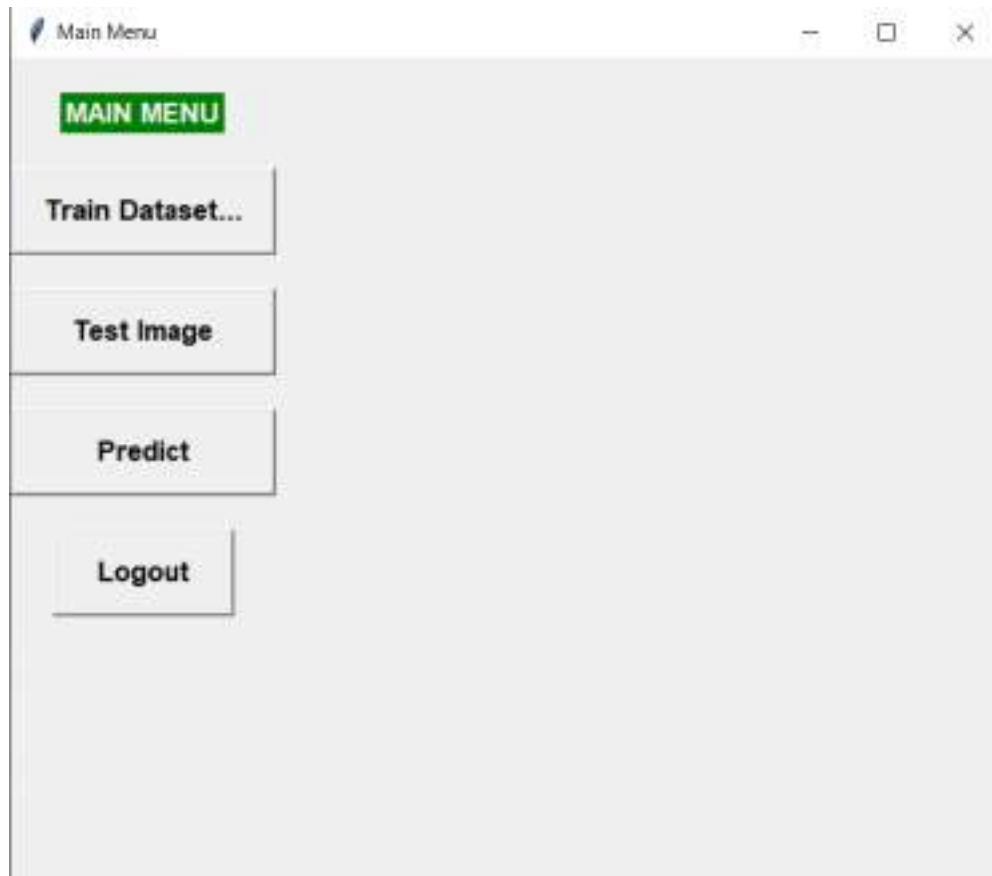 Main Menu
MAIN MENU
Train Dataset...
Test Image
Predict
Logout